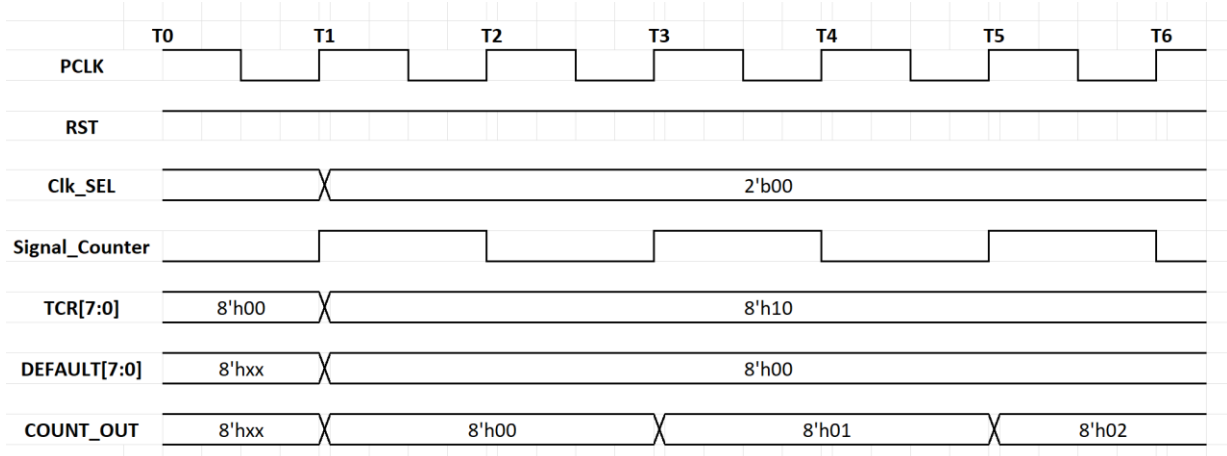 T0 T1 T2 T3 T4 T5 T6
PCLK
RST
Clk_SEL 2'b00
Signal_Counter
TCR[7:0] 8'h00 8'h10
DEFAULT[7:0] 8'hxx 8'h00
COUNT_OUT 8'hxx 8'h00 8'h01 8'h02